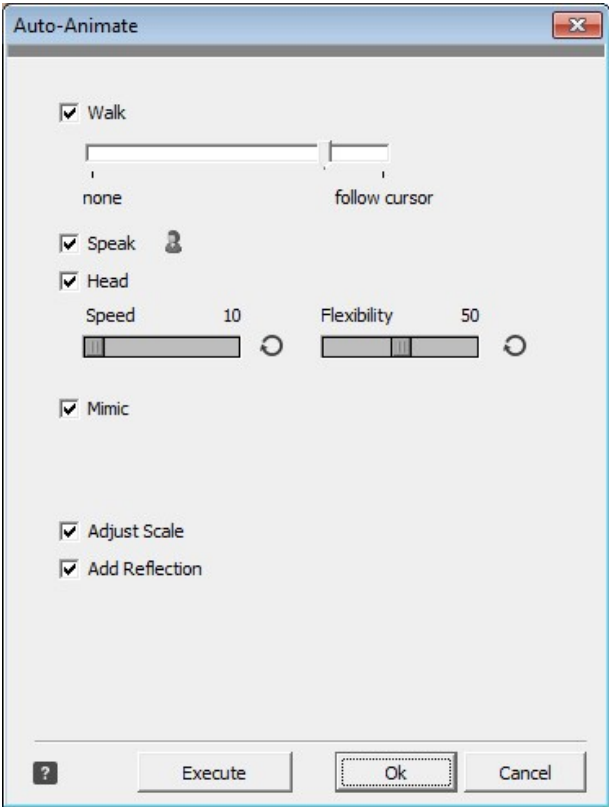 Auto-Animate
Walk
none follow cursor
Speak
Head
Speed 10 Flexibility 50
Mimic
Adjust Scale
Add Reflection
? Execute Ok Cancel